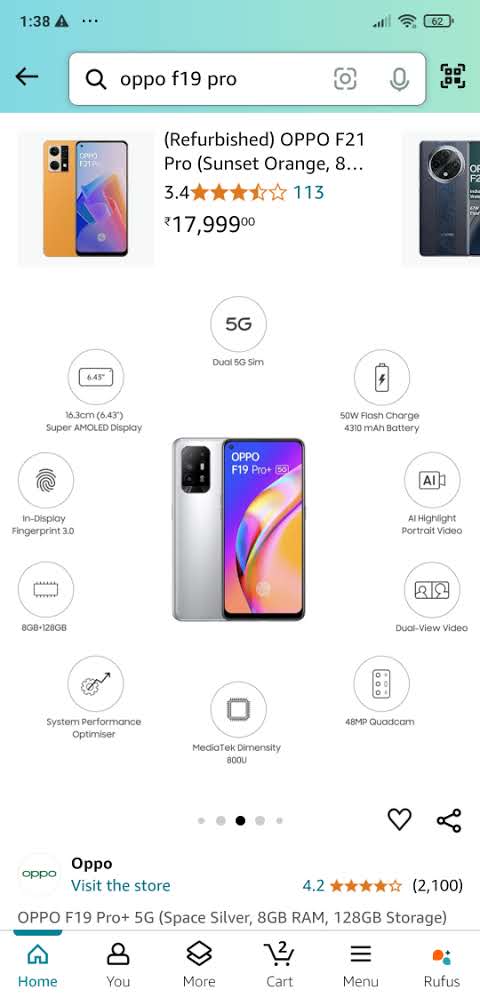 1:38
62
oppo f19 pro
(Refurbished) OPPO F21
Pro (Sunset Orange, 8...
3.4 113
₹17,99900
OPPO
F21 Pro
5G
Dual 5G Sim
6.43"
16.3cm (6.43")
Super AMOLED Display
50W Flash Charge
4310 mAh Battery
OPPO
F19 Pro+ 5G
In-Display
Fingerprint 3.0
AI
AI Highlight
Portrait Video
8GB+128GB
Dual-View Video
System Performance
Optimiser
MediaTek Dimensity
800U
48MP Quadcam
oppo
Oppo
Visit the store
4.2 (2,100)
OPPO F19 Pro+ 5G (Space Silver, 8GB RAM, 128GB Storage)
2
Home You More Cart Menu Rufus